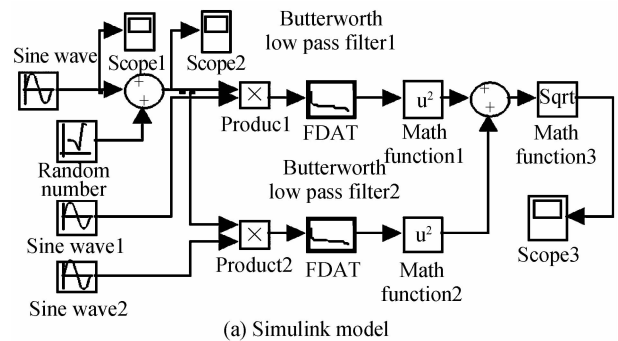 Butterworth
low pass filter1
Sine wave
Scope1
Scope2
+
+
×
Produc1
FDAT
u²
Math
function1
+
+
Sqrt
Math
function3
Random
number
Butterworth
low pass filter2
Sine wave1
×
Product2
FDAT
u²
Math
function2
Scope3
Sine wave2
(a) Simulink model